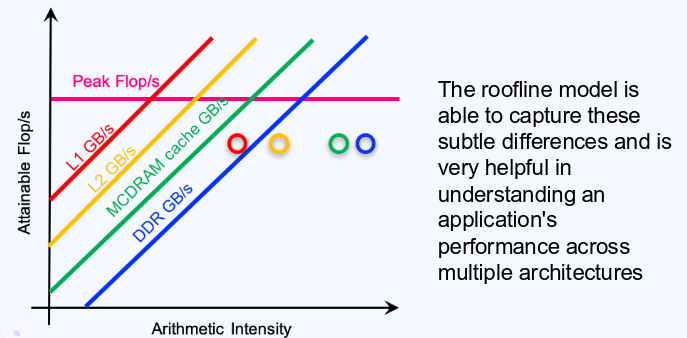 Peak Flop/s
L1 GB/s
L2 GB/s
MCDRAM cache GB/s
DDR GB/s
Attainable Flop/s
Arithmetic Intensity
The roofline model is
able to capture these
subtle differences and is
very helpful in
understanding an
application's
performance across
multiple architectures